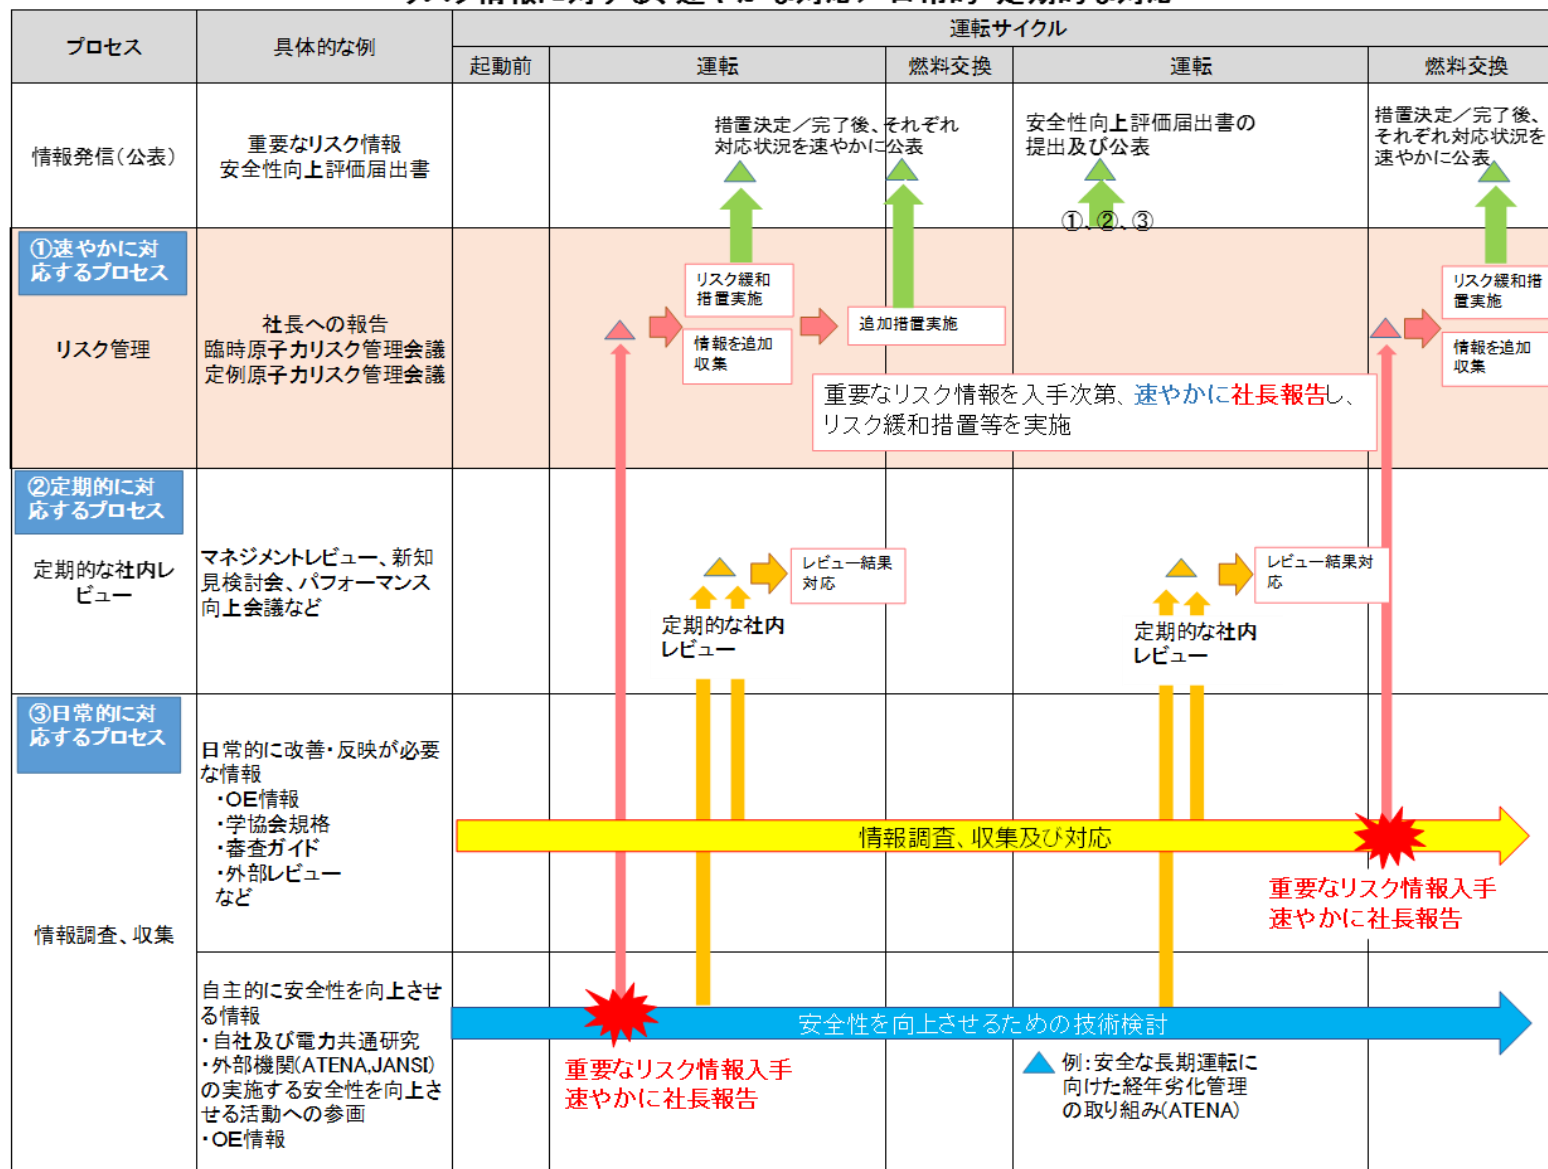 プロセス
具体的な例
運転サイクル
起動前
運転
燃料交換
運転
燃料交換
情報発信(公表)
重要なリスク情報
安全性向上評価届出書
措置決定/完了後、それぞれ
対応状況を速やかに公表
安全性向上評価届出書の
提出及び公表
①、②、③
措置決定/完了後、
それぞれ対応状況を
速やかに公表
①速やかに対
応するプロセス
リスク管理
社長への報告
臨時原子力リスク管理会議
定例原子力リスク管理会議
リスク緩和
措置実施
情報を追加
収集
追加措置実施
リスク緩和措
置実施
情報を追加
収集
重要なリスク情報を入手次第、速やかに社長報告し、
リスク緩和措置等を実施
②定期的に対
応するプロセス
定期的な社内レ
ビュー
マネジメントレビュー、新知
見検討会、パフォーマンス
向上会議など
レビュー結果
対応
定期的な社内
レビュー
レビュー結果対
応
定期的な社内
レビュー
③日常的に対
応するプロセス
情報調査、収集
日常的に改善・反映が必要
な情報
・OE情報
・学協会規格
・審査ガイド
・外部レビュー
など
情報調査、収集及び対応
重要なリスク情報入手
速やかに社長報告
自主的に安全性を向上させ
る情報
・自社及び電力共通研究
・外部機関(ATENA,JANSI)
の実施する安全性を向上さ
せる活動への参画
・OE情報
安全性を向上させるための技術検討
重要なリスク情報入手
速やかに社長報告
例:安全な長期運転に
向けた経年劣化管理
の取り組み(ATENA)